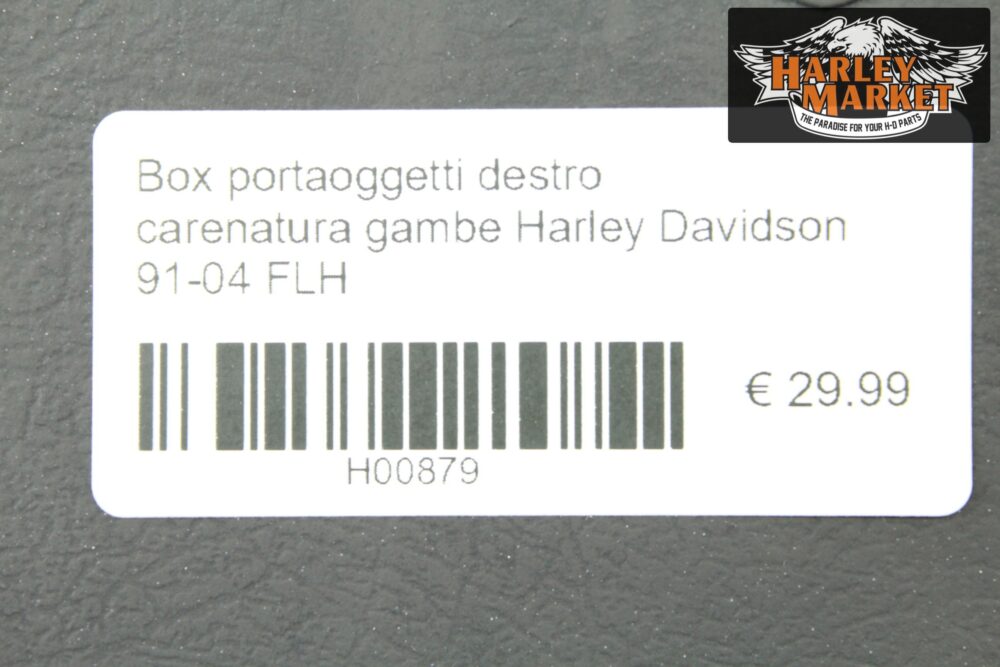 HARLEY
MARKET
THE PARADISE FOR YOUR H-D PARTS
Box portaoggetti destro
carenatura gambe Harley Davidson
91-04 FLH
€ 29.99
H00879